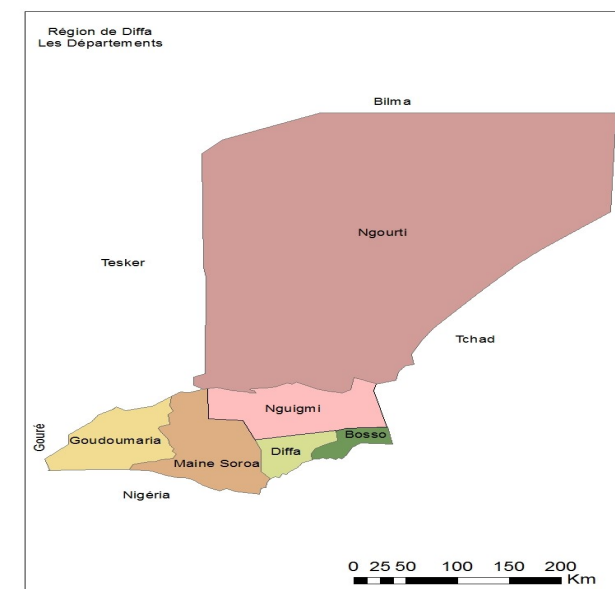 Région de Diffa
Les Départements
Bilma
Ngourti
Tesker
Tchad
Nguigmi
Gouré
Goudoumaria
Bosso
Diffa
Maine Soroa
Nigéria
0 25 50 100 150 200
Km